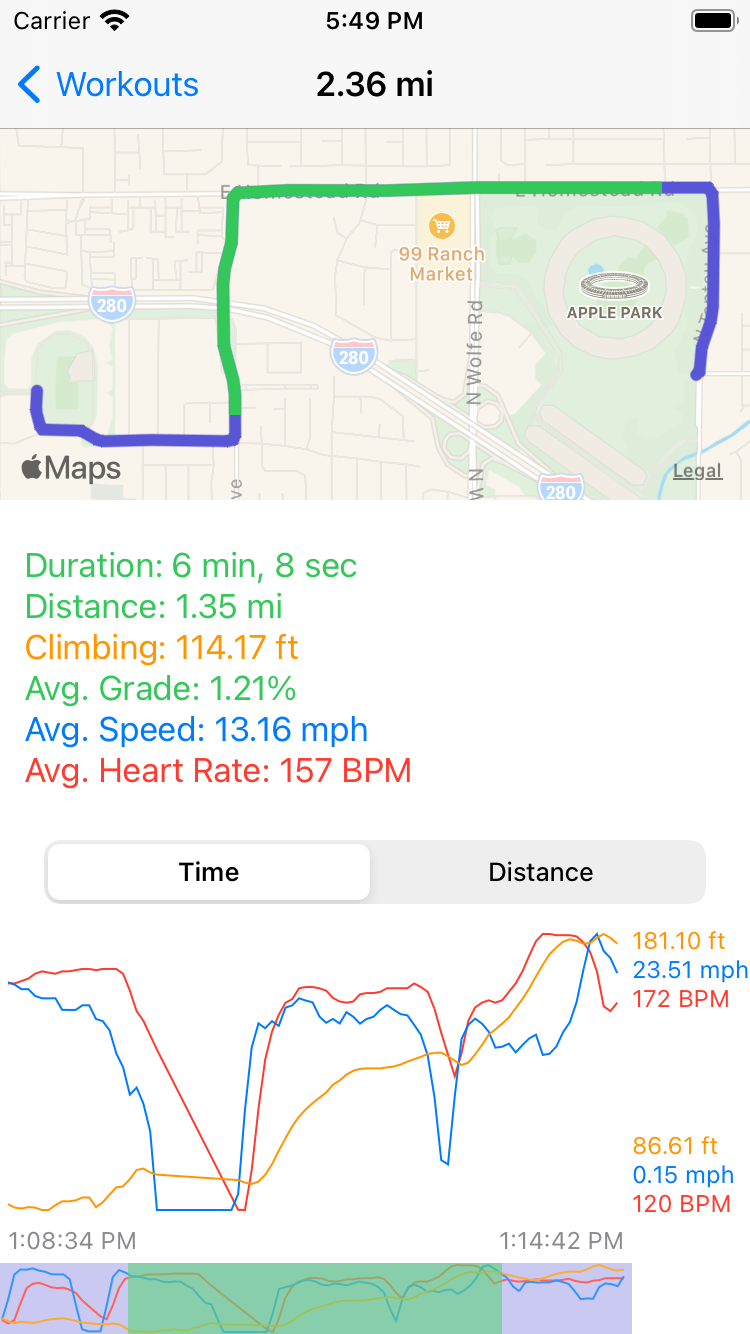 Carrier 5:49 PM
Workouts 2.36 mi
E Homestead Rd E Homestead Rd
99 Ranch
Market
280
APPLE PARK
N Tantau Ave
280
N Wolfe Rd
Maps
Legal
280
ve
N
Duration: 6 min, 8 sec
Distance: 1.35 mi
Climbing: 114.17 ft
Avg. Grade: 1.21%
Avg. Speed: 13.16 mph
Avg. Heart Rate: 157 BPM
Time Distance
181.10 ft
23.51 mph
172 BPM
86.61 ft
0.15 mph
120 BPM
1:08:34 PM 1:14:42 PM